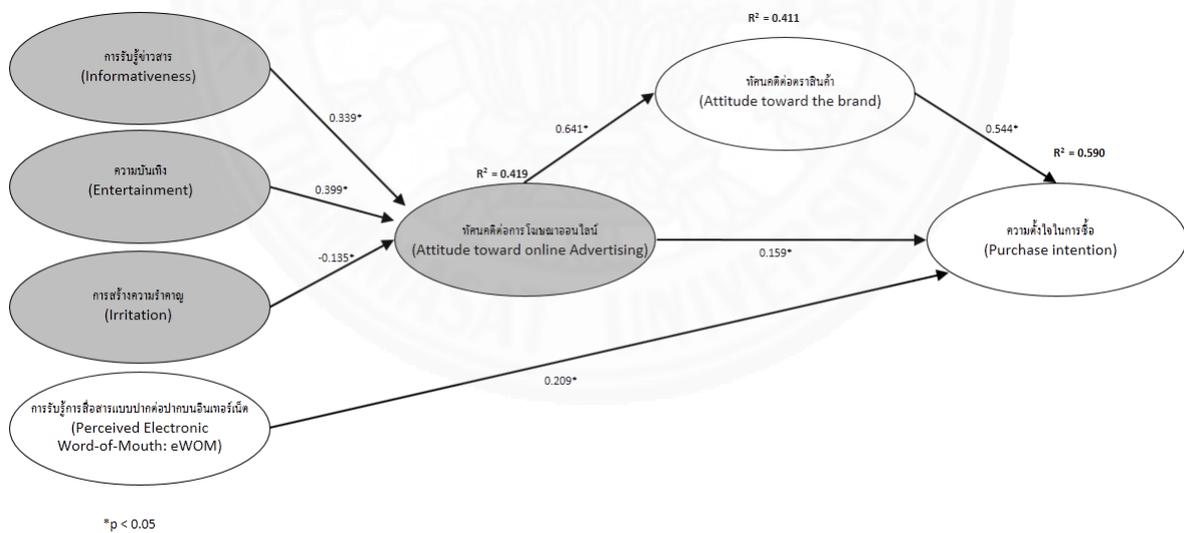 การรับรู้ข่าวสาร
(Informativeness)
ความบันเทิง
(Entertainment)
การสร้างความรำคาญ
(Irritation)
การรับรู้การสื่อสารแบบปากต่อปากบนอินเทอร์เน็ต
(Perceived Electronic
Word-of-Mouth: eWOM)
0.339*
0.399*
-0.135*
R² = 0.419
ทัศนคติต่อการโฆษณาออนไลน์
(Attitude toward online Advertising)
0.641*
R² = 0.411
ทัศนคติต่อตราสินค้า
(Attitude toward the brand)
0.544*
R² = 0.590
ความตั้งใจในการซื้อ
(Purchase intention)
0.159*
0.209*
*p < 0.05